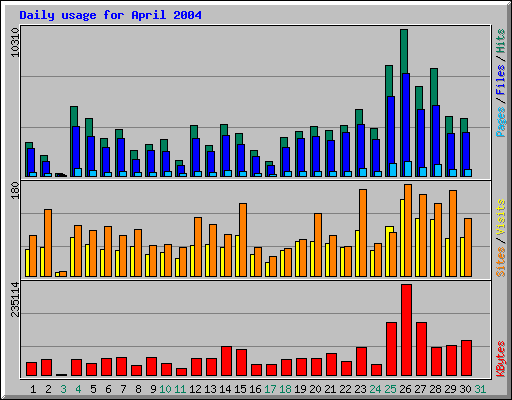 Daily usage for April 2004
10310
Pages / Files / Hits
180
Sites / Visits
235114
KBytes
1 2 3 4 5 6 7 8 9 10 11 12 13 14 15 16 17 18 19 20 21 22 23 24 25 26 27 28 29 30 31